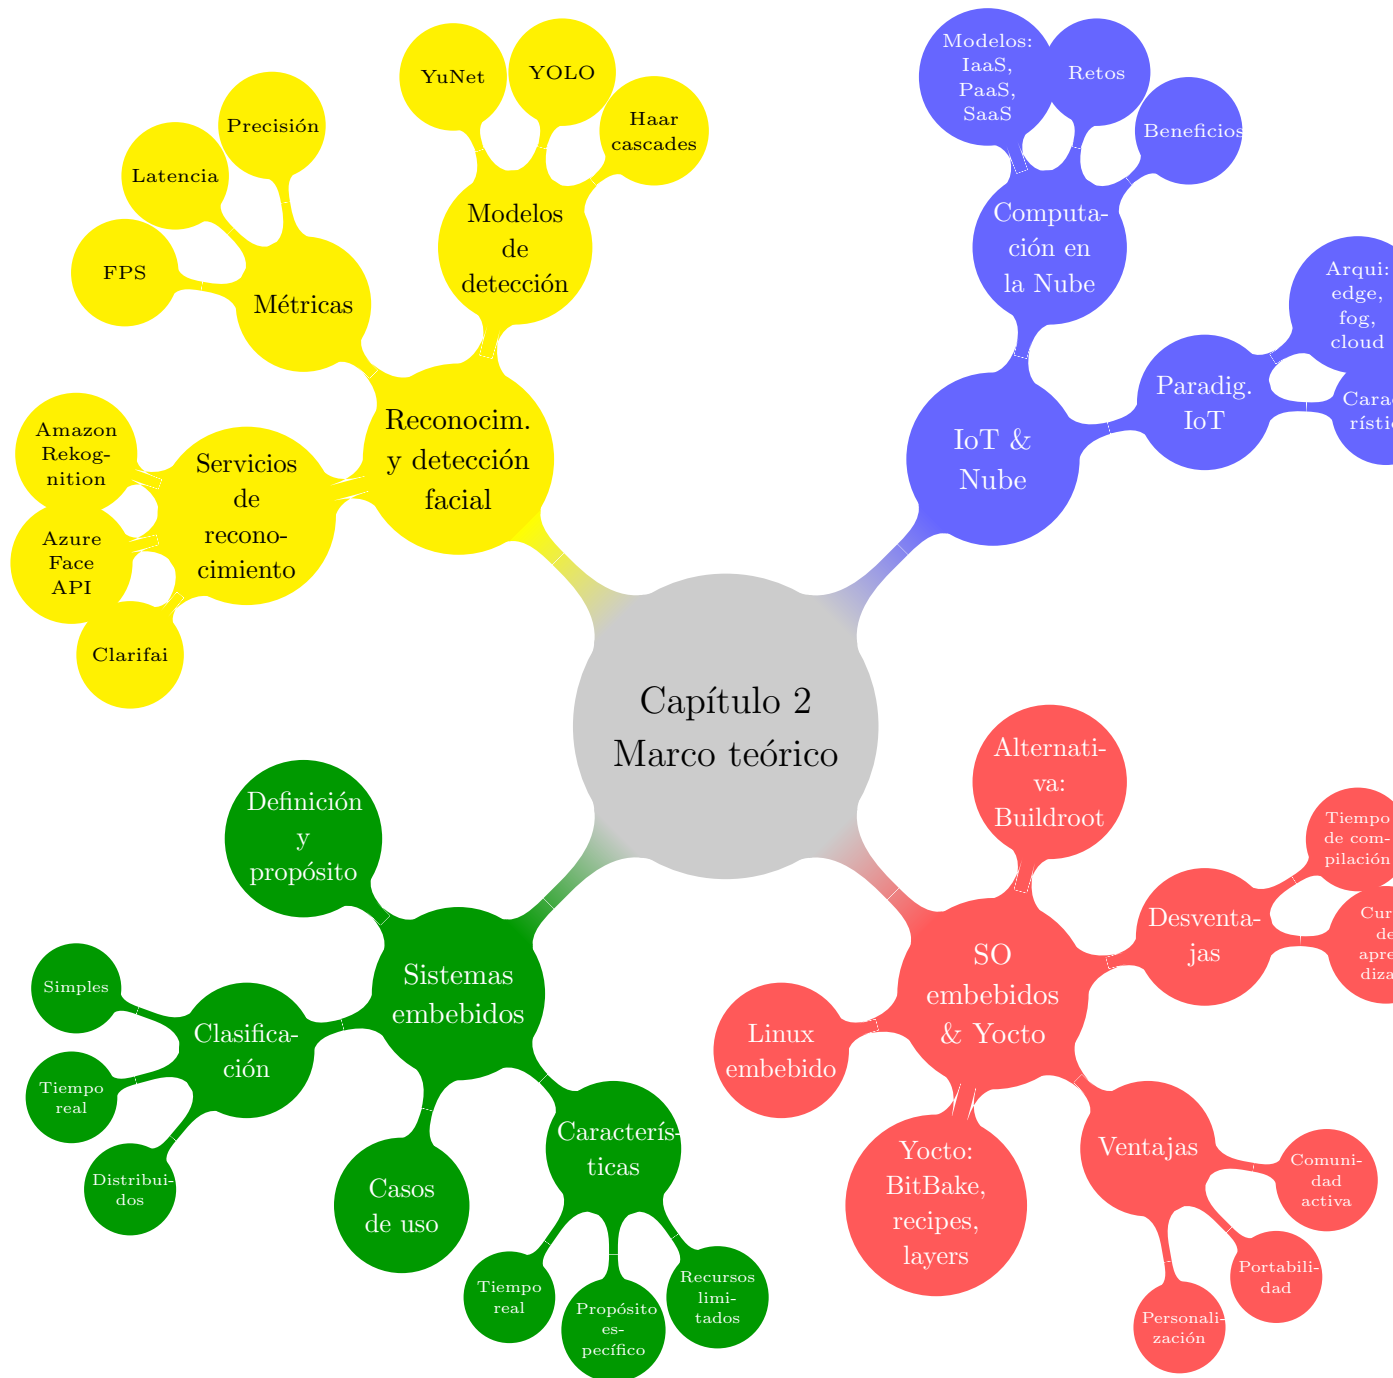 Capítulo 2
Marco teórico
Reconocim.
y detección
facial
Modelos
de
detección
YuNet
YOLO
Haar
cascades
Métricas
Precisión
Latencia
FPS
Servicios
de
recono-
cimiento
Amazon
Rekog-
nition
Azure
Face
API
Clarifai
IoT &
Nube
Computa-
ción en
la Nube
Modelos:
IaaS,
PaaS,
SaaS
Retos
Beneficios
Paradig.
IoT
Arqui:
edge,
fog,
cloud
Sistemas
embebidos
Definición
y
propósito
Clasifica-
ción
Simples
Tiempo
real
Distribui-
dos
Casos
de uso
Caracterís-
ticas
Tiempo
real
Propósito
es-
pecífico
Recursos
limi-
tados
SO
embebidos
& Yocto
Alternati-
va:
Buildroot
Desventa-
jas
Tiempo
de com-
pilación
Linux
embebido
Yocto:
BitBake,
recipes,
layers
Ventajas
Comuni-
dad
activa
Portabili-
dad
Personali-
zación